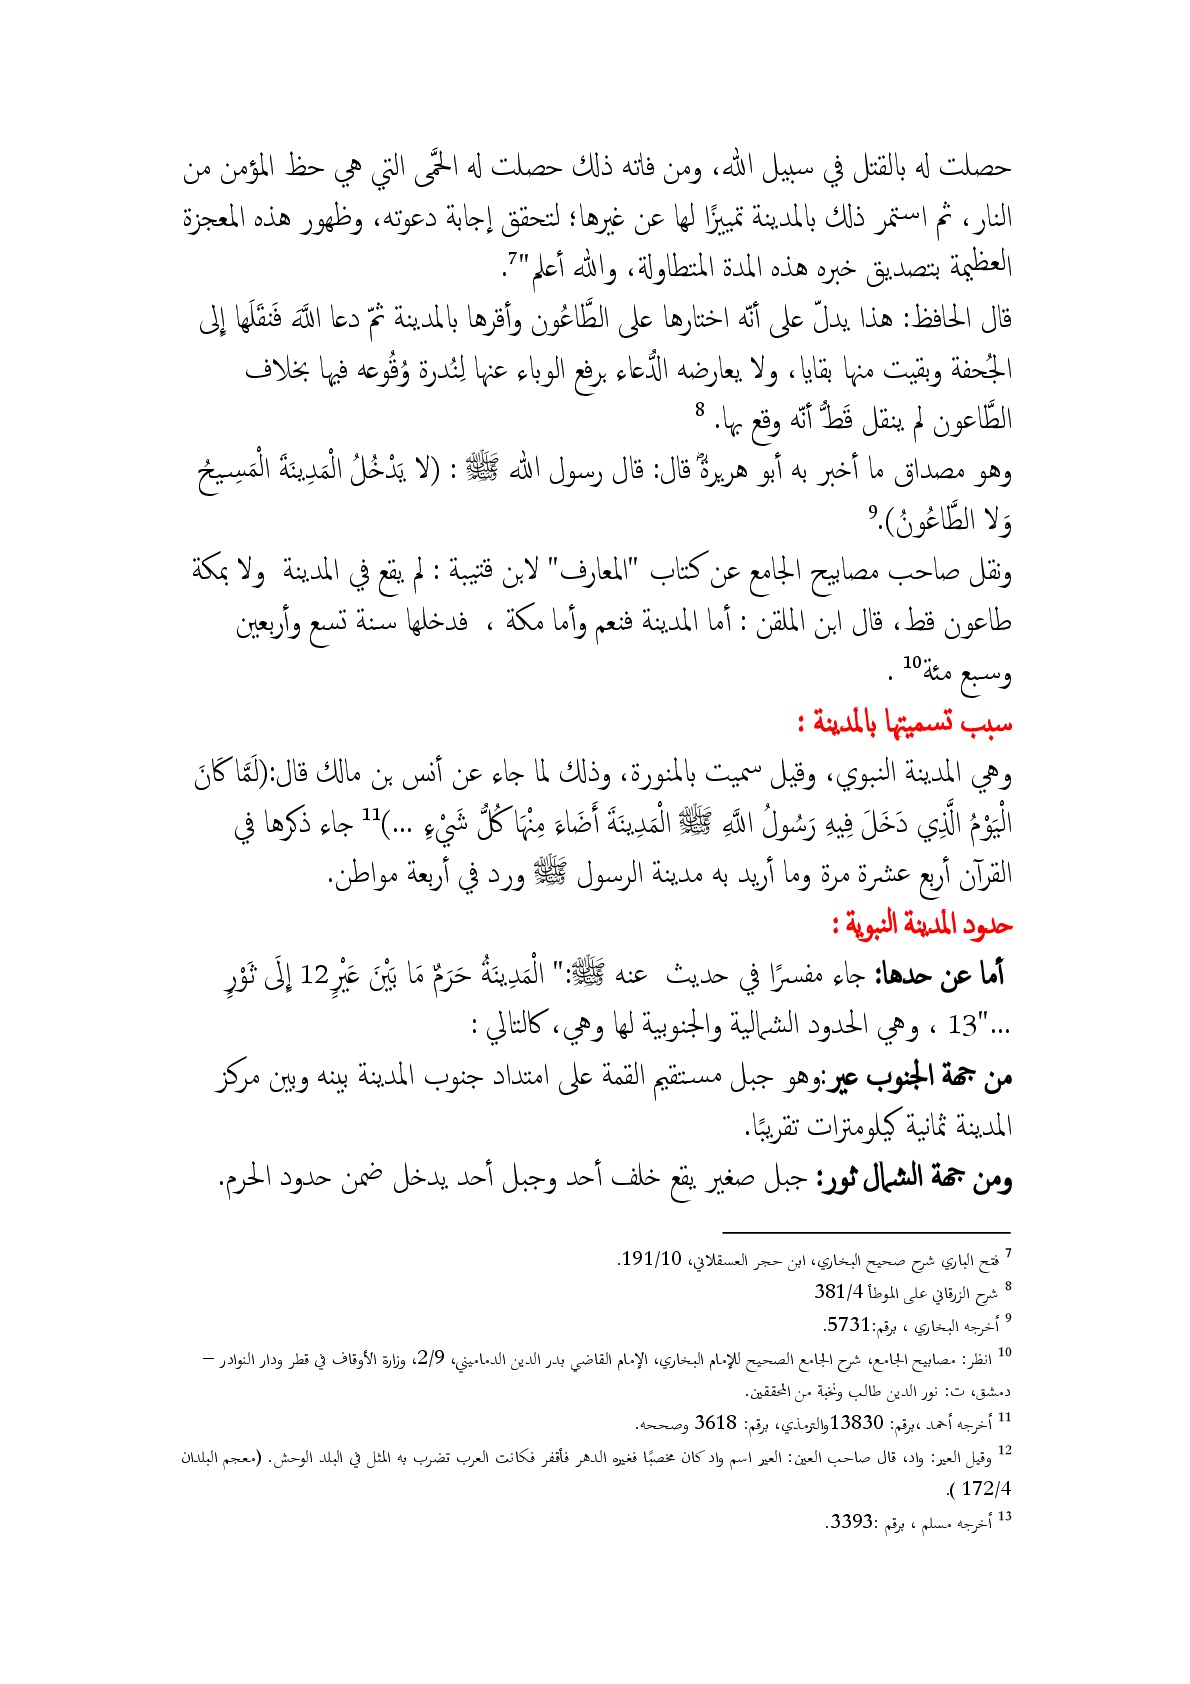 حصلت له بالقتل في سبيل الله، ومن فاته ذلك حصلت له الحمَّى التي هي حظ المؤمن من
النار، ثم استمر ذلك بالمدينة تمييزًا لها عن غيرها؛ لتحقق إجابة دعوته، وظهور هذه المعجزة
العظيمة بتصديق خبره هذه المدة المتطاولة، والله أعلم"7.
قال الحافظ: هذا يدلّ على أنّه اختارها على الطَّاعُون وأقرها بالمدينة ثمّ دعا اللَّهَ فَنقَلَها إِلى
الجُحفة وبقيت منها بقايا، ولا يعارضه الدُّعاء برفع الوباء عنها لِنُدرة وُقُوعه فيها بخلاف
الطَّاعون لم ينقل قَطُّ أنّه وقع بها. 8
وهو مصداق ما أخبر به أبو هريرة قال: قال رسول الله ﷺ : (لا يَدْخُلُ الْمَدِينَةَ الْمَسِيحُ
وَلا الطَّاعُونُ).9
ونقل صاحب مصابيح الجامع عن كتاب "المعارف" لابن قتيبة : لم يقع في المدينة ولا بمكة
طاعون قط، قال ابن الملقن : أما المدينة فنعم وأما مكة ، فدخلها سنة تسع وأربعين
وسبع مئة10 .
سبب تسميتها بالمدينة :
وهي المدينة النبوي، وقيل سميت بالمنورة، وذلك لما جاء عن أنس بن مالك قال:(لَمَّا كَانَ
الْيَوْمُ الَّذِي دَخَلَ فِيهِ رَسُولُ اللَّهِ ﷺ الْمَدِينَةَ أَضَاءَ مِنْهَا كُلُّ شَيْءٍ ...)11 جاء ذكرها في
القرآن أربع عشرة مرة وما أريد به مدينة الرسول ﷺ ورد في أربعة مواطن.
حدود المدينة النبوية :
أما عن حدها: جاء مفسرًا في حديث عنه ﷺ:" الْمَدِينَةُ حَرَمٌ مَا بَيْنَ عَيْرٍ12 إِلَى ثَوْرٍ
..."13 ، وهي الحدود الشمالية والجنوبية لها وهي، كالتالي :
من جهة الجنوب عير:وهو جبل مستقيم القمة على امتداد جنوب المدينة بينه وبين مركز
المدينة ثمانية كيلومترات تقريبًا.
ومن جهة الشمال ثور: جبل صغير يقع خلف أحد وجبل أحد يدخل ضمن حدود الحرم.
7 فتح الباري شرح صحيح البخاري، ابن حجر العسقلاني، 191/10.
8 شرح الزرقاني على الموطأ 381/4
9 أخرجه البخاري ، برقم:5731.
10 انظر: مصابيح الجامع، شرح الجامع الصحيح للإمام البخاري، الإمام القاضي بدر الدين الدماميني، 2/9، وزارة الأوقاف في قطر ودار النوادر –
دمشق، ت: نور الدين طالب ونخبة من المحققين.
11 أخرجه أحمد ،برقم: 13830والترمذي، برقم: 3618 وصححه.
12 وقيل العير: واد، قال صاحب العين: العير اسم واد كان مخصبًا فغيره الدهر فأقفر فكانت العرب تضرب به المثل في البلد الوحش. (معجم البلدان
172/4 ).
13 أخرجه مسلم ، برقم :3393.